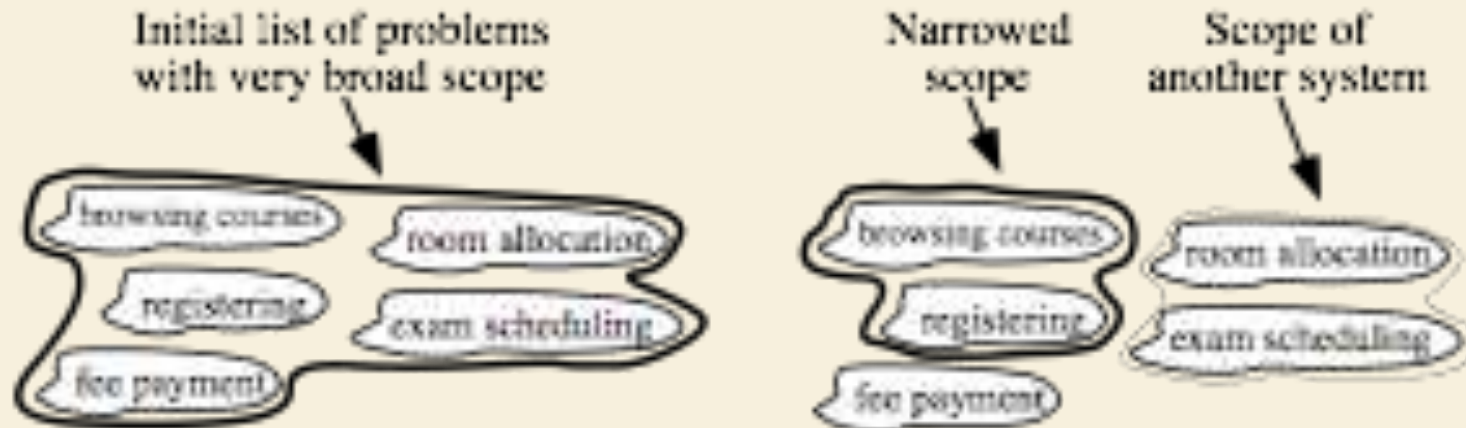 Initial list of problems
with very broad scope
browsing courses
room allocation
registering
exam scheduling
fee payment
Narrowed
scope
browsing courses
registering
fee payment
Scope of
another system
room allocation
exam scheduling